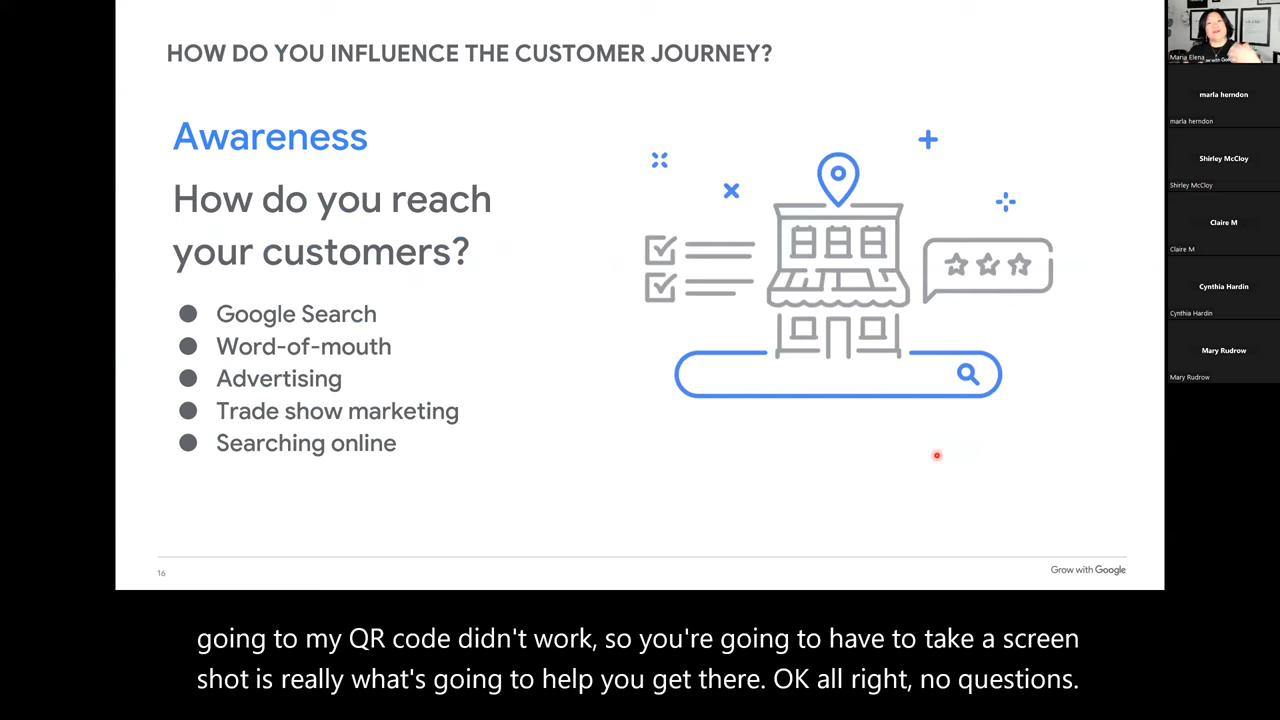 HOW DO YOU INFLUENCE THE CUSTOMER JOURNEY?
Awareness
How do you reach
your customers?
● Google Search
● Word-of-mouth
● Advertising
● Trade show marketing
● Searching online
16
Grow with Google
Maria Elena
marla herndon
marla herndon
Shirley McCloy
Shirley McCloy
Claire M
Claire M
Cynthia Hardin
Cynthia Hardin
Mary Rudrow
Mary Rudrow
going to my QR code didn't work, so you're going to have to take a screen
shot is really what's going to help you get there. OK all right, no questions.